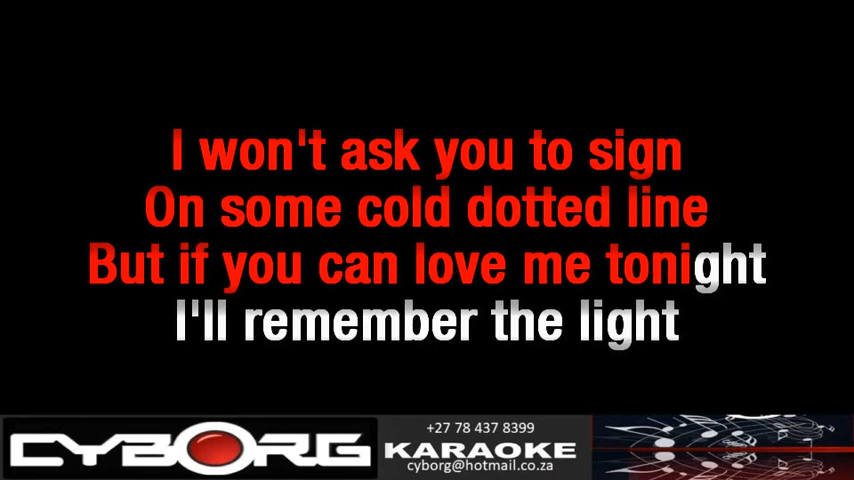 I won't ask you to sign
On some cold dotted line
But if you can love me tonight
I'll remember the light
CYBORG
+27 78 437 8399
KARAOKE
cyborg@hotmail.co.za